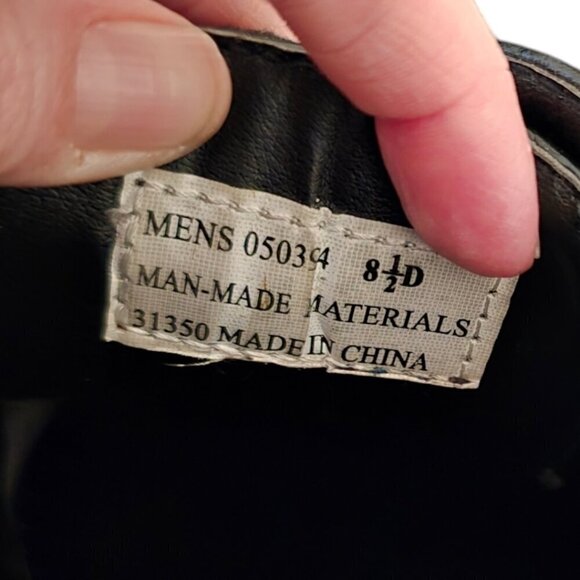 MENS 05034 8½D
MAN-MADE MATERIALS
31350 MADE IN CHINA